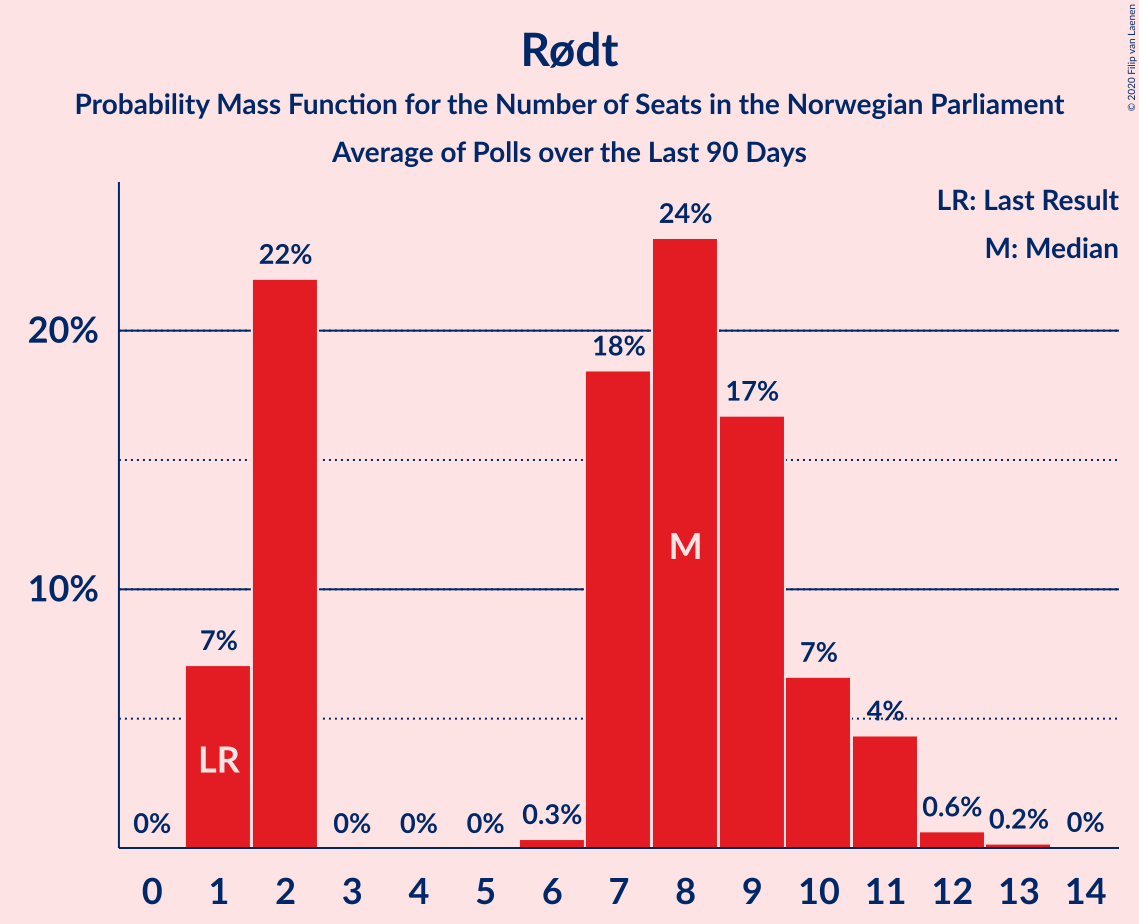 © 2020 Filip van Laenen
Rødt
Probability Mass Function for the Number of Seats in the Norwegian Parliament
Average of Polls over the Last 90 Days
LR: Last Result
M: Median
20%
10%
0%
7%
22%
0%
0%
0%
0.3%
18%
24%
17%
7%
4%
0.6%
0.2%
0%
LR
M
0 1 2 3 4 5 6 7 8 9 10 11 12 13 14